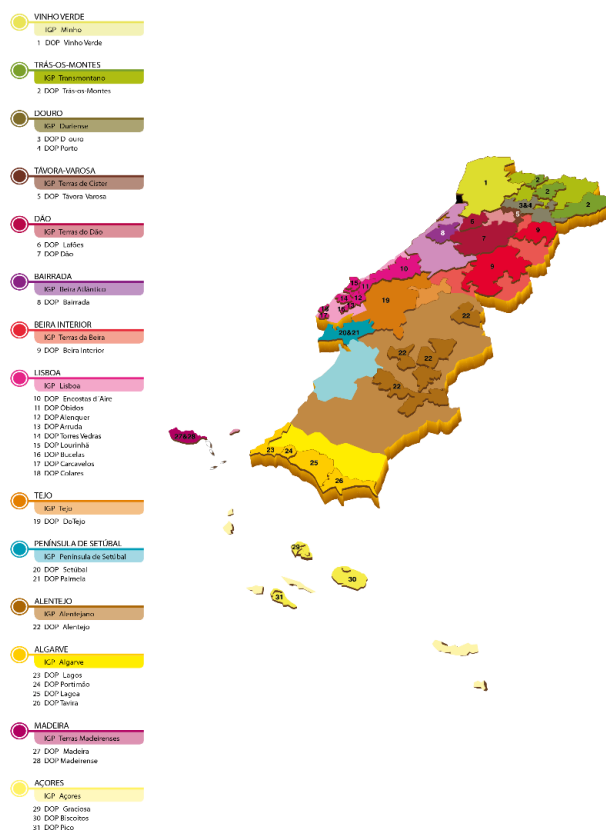 VINHO VERDE
IGP Minho
1 DOP Vinho Verde
TRÁS-OS-MONTES
IGP Transmontano
2 DOP Trás-os-Montes
DOURO
IGP Duriense
3 DOP D ouro
4 DOP Porto
TÁVORA-VAROSA
IGP Terras de Cister
5 DOP Távora Varosa
DÃO
IGP Terras do Dão
6 DOP Lafões
7 DOP Dão
BAIRRADA
IGP Beira Atlântico
8 DOP Bairrada
BEIRA INTERIOR
IGP Terras da Beira
9 DOP Beira Interior
LISBOA
IGP Lisboa
10 DOP Encostas d´Aire
11 DOP Óbidos
12 DOP Alenquer
13 DOP Arruda
14 DOP Torres Vedras
15 DOP Lourinhã
16 DOP Bucelas
17 DOP Carcavelos
18 DOP Colares
TEJO
IGP Tejo
19 DOP DoTejo
PENÍNSULA DE SETÚBAL
IGP Península de Setúbal
20 DOP Setúbal
21 DOP Palmela
ALENTEJO
IGP Alentejano
22 DOP Alentejo
ALGARVE
IGP Algarve
23 DOP Lagos
24 DOP Portimão
25 DOP Lagoa
26 DOP Tavira
MADEIRA
IGP Terras Madeirenses
27 DOP Madeira
28 DOP Madeirense
AÇORES
IGP Açores
29 DOP Graciosa
30 DOP Biscoitos
31 DOP Pico
1
2
2
3&4
2
5
6
8
7
9
9
10
15
11
14
12
13
16
18
17
19
20&21
22
22
22
22
27&28
23
24
25
26
29
30
31